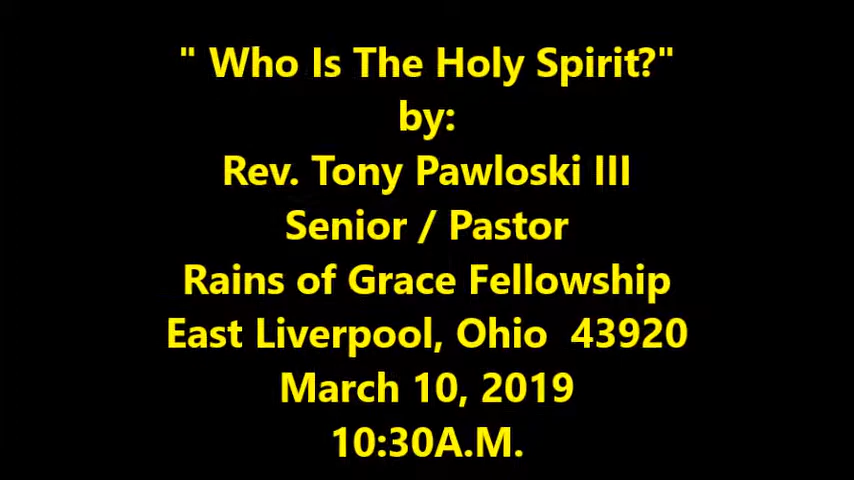 " Who Is The Holy Spirit?"
by:
Rev. Tony Pawloski III
Senior / Pastor
Rains of Grace Fellowship
East Liverpool, Ohio  43920
March 10, 2019
10:30A.M.